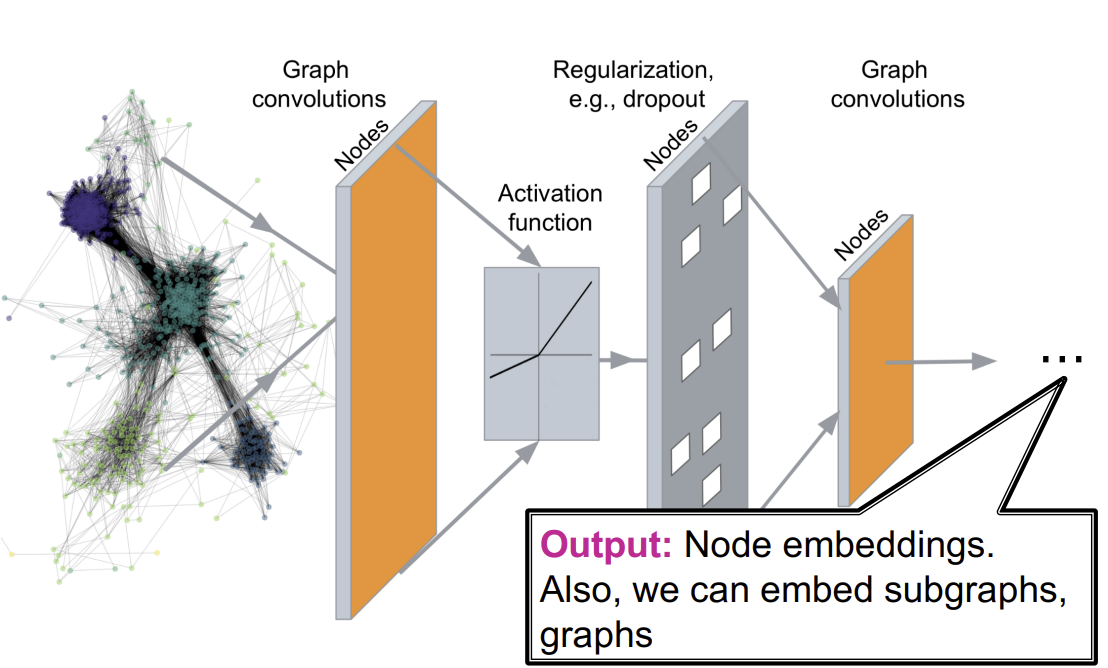 Graph
convolutions
Nodes
Activation
function
Regularization,
e.g., dropout
Nodes
Graph
convolutions
Nodes
...
Output: Node embeddings.
Also, we can embed subgraphs,
graphs